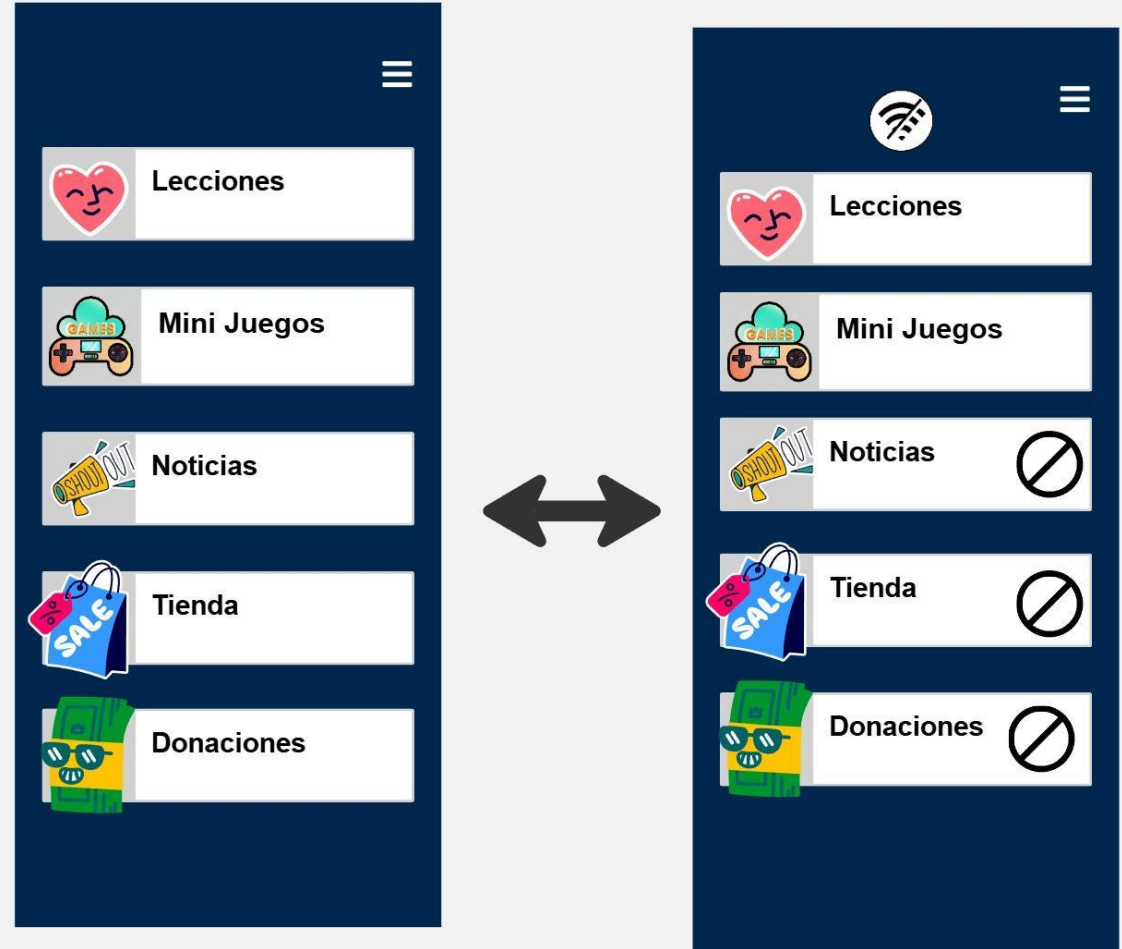 Lecciones
GAMES
Mini Juegos
SHOUT OUT
Noticias
%
SALE
Tienda
Donaciones
Lecciones
GAMES
Mini Juegos
SHOUT OUT
Noticias
%
SALE
Tienda
Donaciones